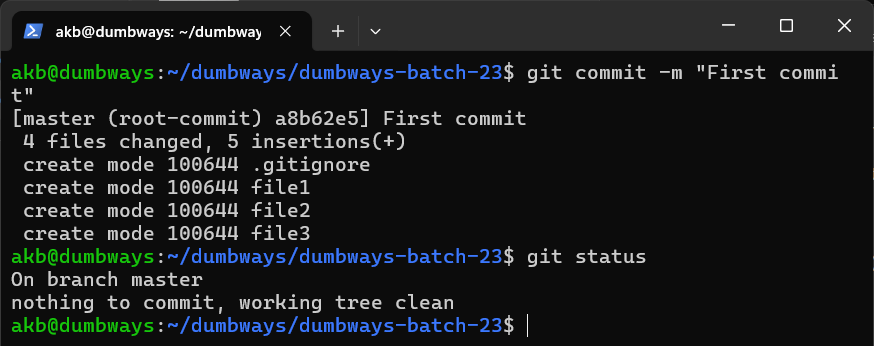 akb@dumbways: ~/dumbway
akb@dumbways:~/dumbways/dumbways-batch-23$ git commit -m "First commi
t"
[master (root-commit) a8b62e5] First commit
 4 files changed, 5 insertions(+)
 create mode 100644 .gitignore
 create mode 100644 file1
 create mode 100644 file2
 create mode 100644 file3
akb@dumbways:~/dumbways/dumbways-batch-23$ git status
On branch master
nothing to commit, working tree clean
akb@dumbways:~/dumbways/dumbways-batch-23$